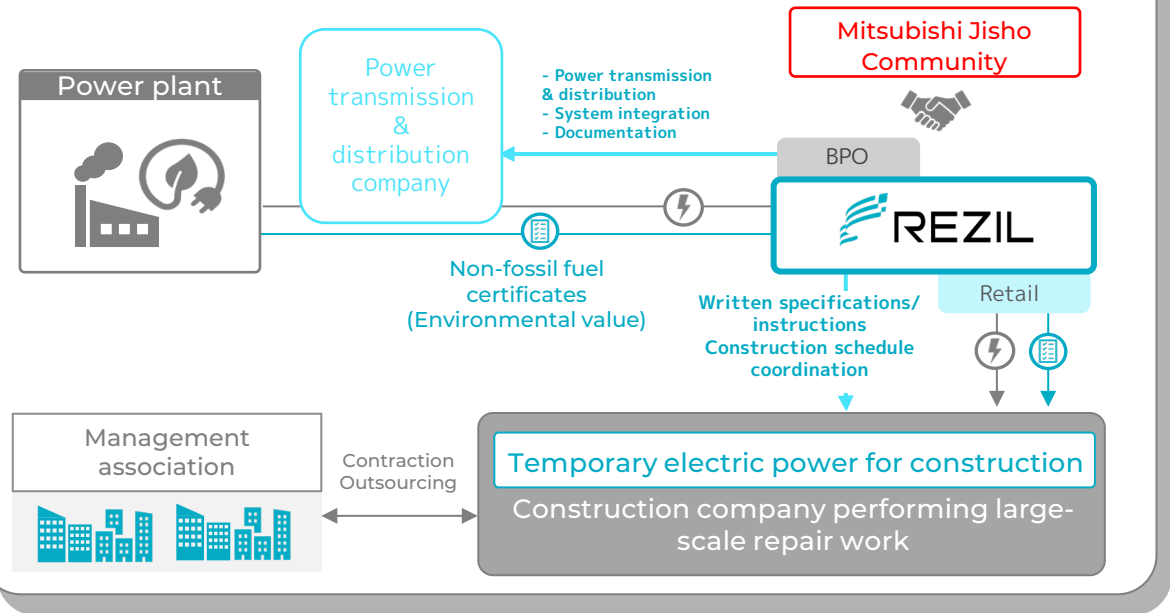 Mitsubishi Jisho
Community
Power plant
Power
transmission
&
distribution
company
- Power transmission
& distribution
- System integration
- Documentation
BPO
REZIL
Non-fossil fuel
certificates
(Environmental value)
Retail
Written specifications/
instructions
Construction schedule
coordination
Management
association
Contraction
Outsourcing
Temporary electric power for construction
Construction company performing large-
scale repair work